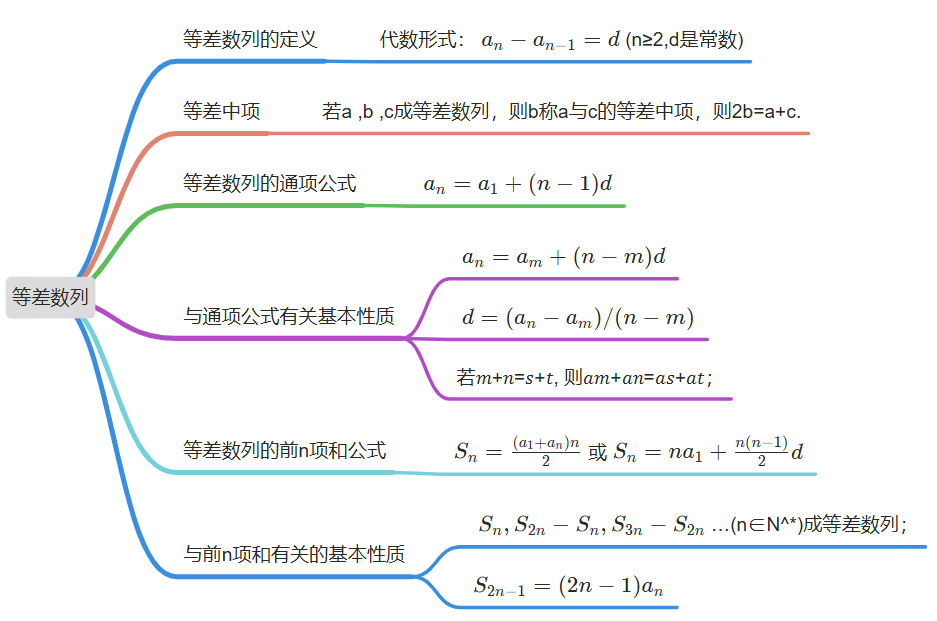 等差数列的定义 代数形式： $a_n - a_{n-1} = d$ (n≥2,d是常数)
等差中项 若a ,b ,c成等差数列，则b称a与c的等差中项，则2b=a+c.
等差数列的通项公式 $a_n = a_1 + (n-1)d$
等差数列
与通项公式有关基本性质
$a_n = a_m + (n-m)d$
$d = (a_n - a_m)/(n-m)$
若m+n=s+t, 则am+an=as+at；
等差数列的前n项和公式 $S_n = \frac{(a_1+a_n)n}{2}$ 或 $S_n = na_1 + \frac{n(n-1)}{2}d$
与前n项和有关的基本性质
$S_n, S_{2n} - S_n, S_{3n} - S_{2n}$ ...(n∈N^*)成等差数列；
$S_{2n-1} = (2n-1)a_n$